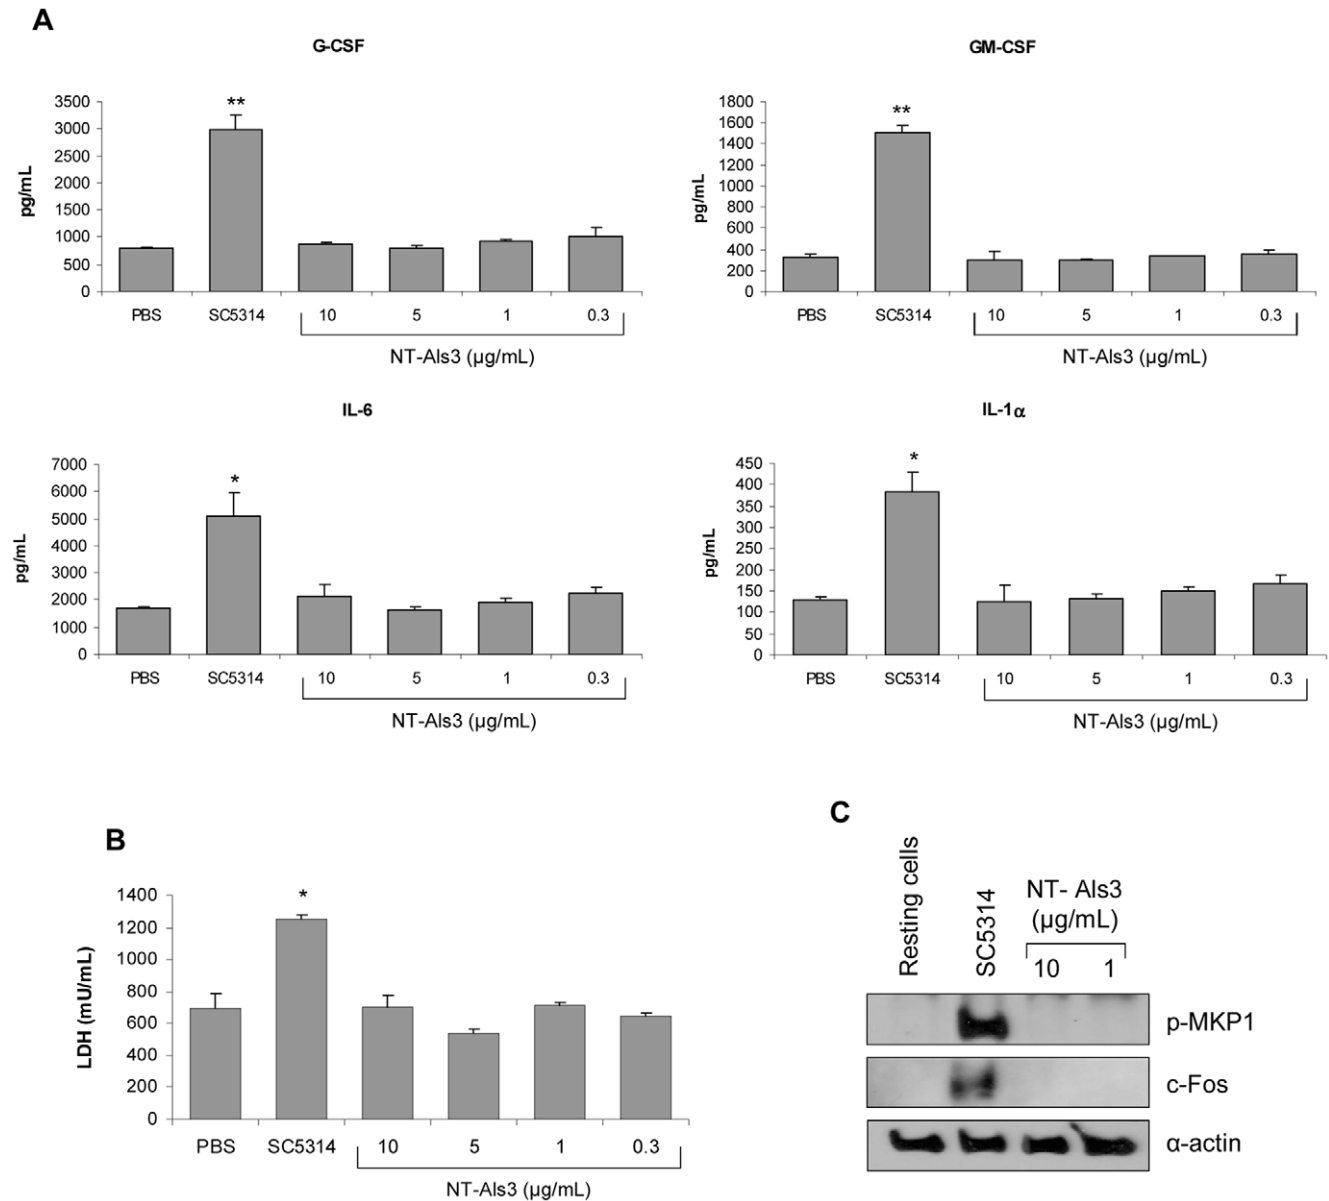 A
G-CSF
pg/mL
3500
3000
2500
2000
1500
1000
500
0
**
PBS SC5314 10 5 1 0.3
NT-Als3 (µg/mL)
GM-CSF
pg/mL
1800
1600
1400
1200
1000
800
600
400
200
0
**
PBS SC5314 10 5 1 0.3
NT-Als3 (µg/mL)
IL-6
pg/mL
7000
6000
5000
4000
3000
2000
1000
0
*
PBS SC5314 10 5 1 0.3
NT-Als3 (µg/mL)
IL-1α
pg/mL
450
400
350
300
250
200
150
100
50
0
*
PBS SC5314 10 5 1 0.3
NT-Als3 (µg/mL)
B
LDH (mU/mL)
1400
1200
1000
800
600
400
200
0
*
PBS SC5314 10 5 1 0.3
NT-Als3 (µg/mL)
C
Resting cells
SC5314
NT- Als3
(µg/mL)
10 1
p-MKP1
c-Fos
α-actin